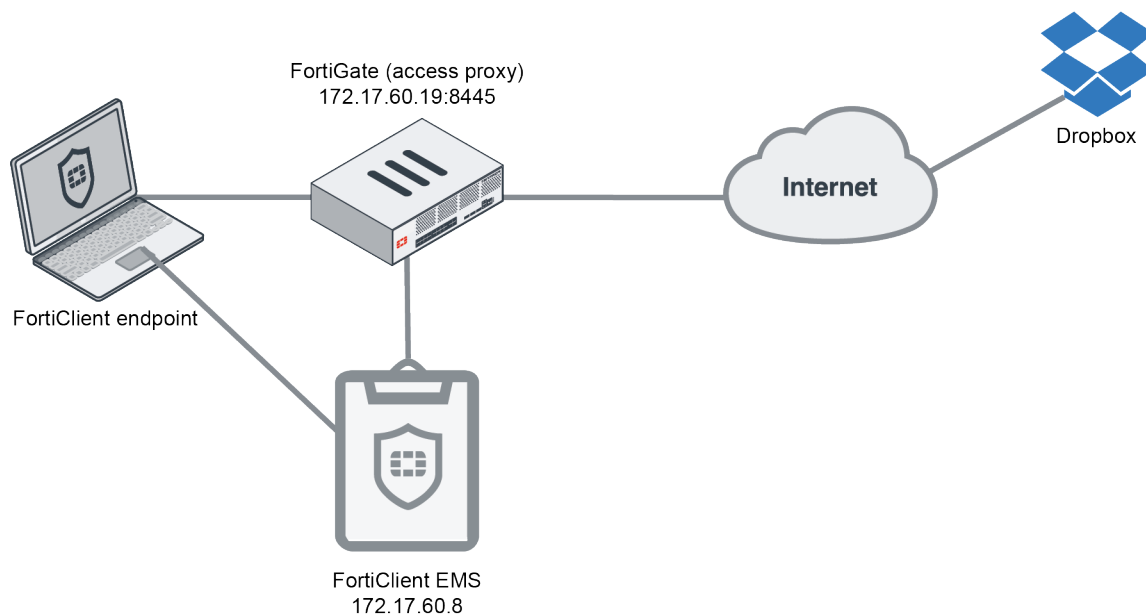 FortiGate (access proxy)
172.17.60.19:8445
Dropbox
Internet
FortiClient endpoint
FortiClient EMS
172.17.60.8